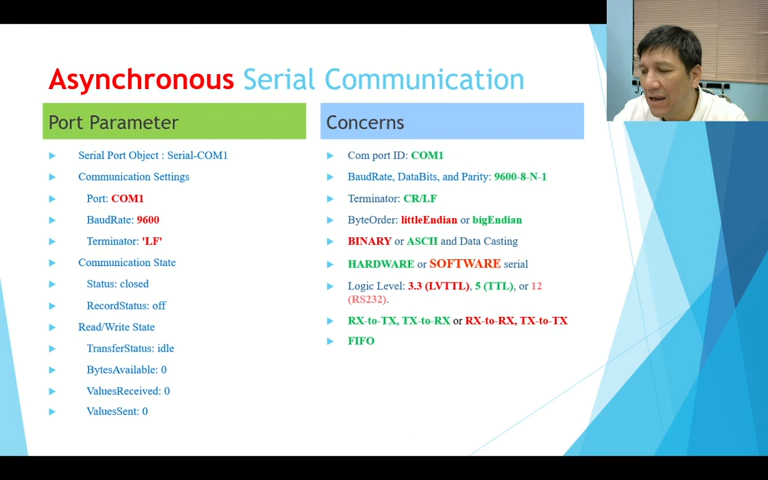 Asynchronous Serial Communication
Port Parameter
Serial Port Object : Serial-COM1
Communication Settings
Port: COM1
BaudRate: 9600
Terminator: 'LF'
Communication State
Status: closed
RecordStatus: off
Read/Write State
TransferStatus: idle
BytesAvailable: 0
ValuesReceived: 0
ValuesSent: 0
Concerns
Com port ID: COM1
BaudRate, DataBits, and Parity: 9600-8-N-1
Terminator: CR/LF
ByteOrder: littleEndian or bigEndian
BINARY or ASCII and Data Casting
HARDWARE or SOFTWARE serial
Logic Level: 3.3 (LVTTL), 5 (TTL), or 12
(RS232).
RX-to-TX, TX-to-RX or RX-to-RX, TX-to-TX
FIFO